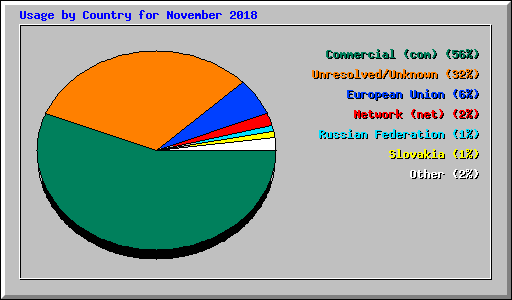 Usage by Country for November 2018
Commercial (com) (56%)
Unresolved/Unknown (32%)
European Union (6%)
Network (net) (2%)
Russian Federation (1%)
Slovakia (1%)
Other (2%)